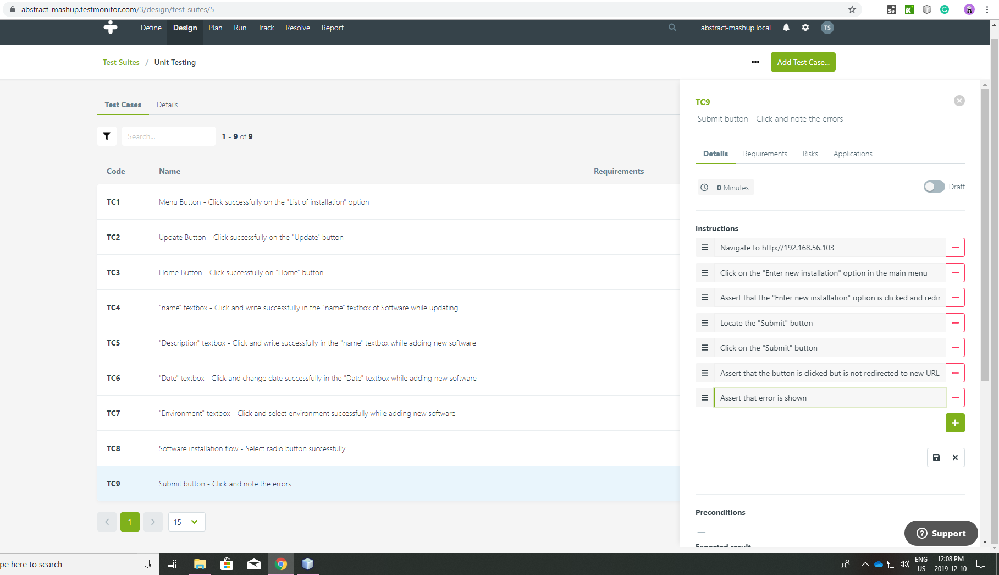 abstract-mashup.testmonitor.com/3/design/test-suites/5
Se
Define Design Plan Run Track Resolve Report
abstract-mashup.local
TS
Test Suites / Unit Testing
Add Test Case...
Test Cases Details
Search...
1 - 9 of 9
Code Name Requirements
TC1 Menu Button - Click successfully on the "List of installation" option
TC2 Update Button - Click successfully on the "Update" button
TC3 Home Button - Click successfully on "Home" button
TC4 "name" textbox - Click and write successfully in the "name" textbox of Software while updating
TC5 "Description" textbox - Click and write successfully in the "name" textbox while adding new software
TC6 "Date" textbox - Click and change date successfully in the "Date" textbox while adding new software
TC7 "Environment" textbox - Click and select environment successfully while adding new software
TC8 Software installation flow - Select radio button successfully
TC9 Submit button - Click and note the errors
1
15
TC9
Submit button - Click and note the errors
Details Requirements Risks Applications
0 Minutes
Draft
Instructions
Navigate to http://192.168.56.103
Click on the "Enter new installation" option in the main menu
Assert that the "Enter new installation" option is clicked and redir
Locate the "Submit" button
Click on the "Submit" button
Assert that the button is clicked but is not redirected to new URL
Assert that error is shown
Preconditions
—
Expected result
Support
pe here to search
ENG
US
12:08 PM
2019-12-10